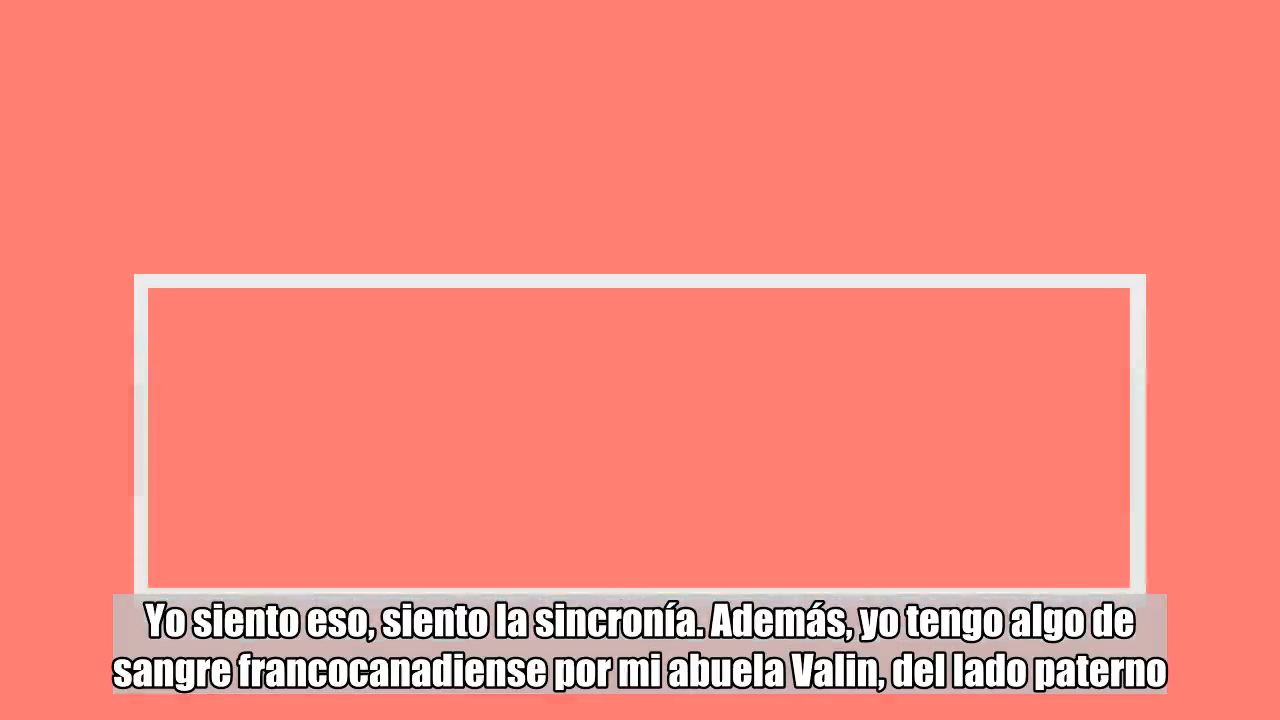 Yo siento eso, siento la sincronía. Además, yo tengo algo de
sangre francocanadiense por mi abuela Valin, del lado paterno